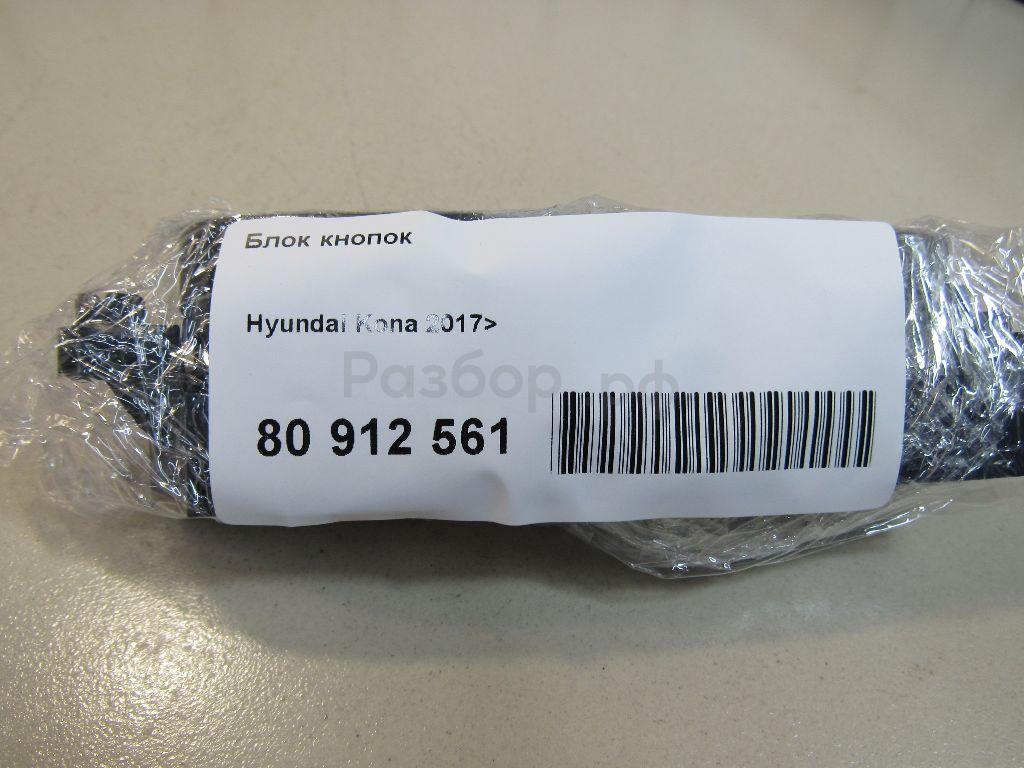 Блок кнопок
Hyundai Kona 2017>
Разбор.рф
80 912 561